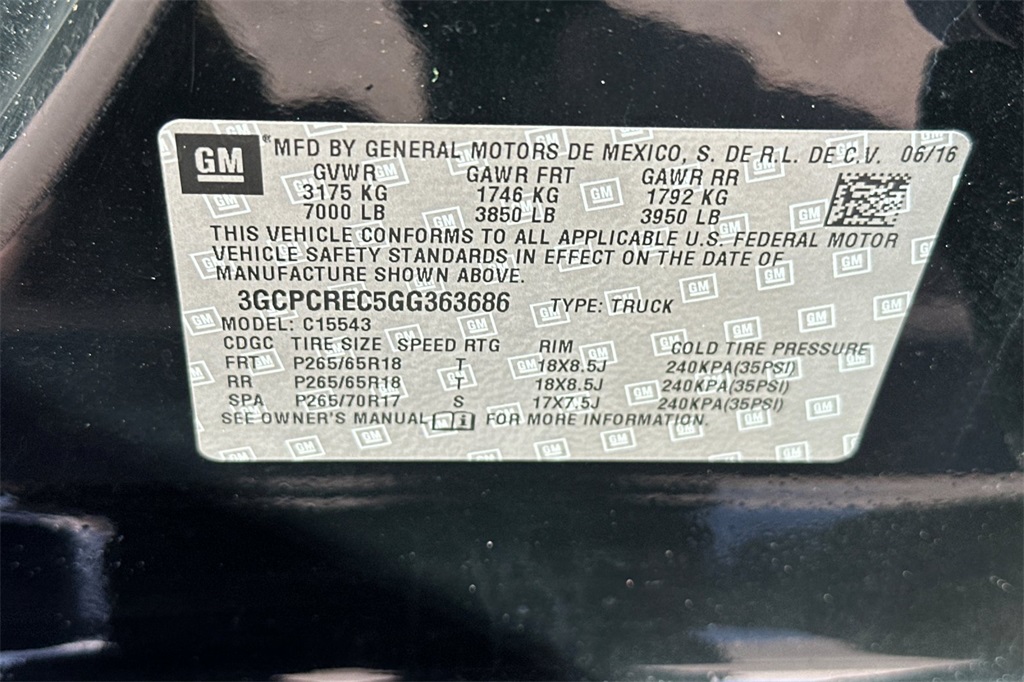 GM ® MFD BY GENERAL MOTORS DE MEXICO, S. DE R.L. DE C.V. 06/16
GVWR GAWR FRT GAWR RR
3175 KG 1746 KG 1792 KG
7000 LB 3850 LB 3950 LB
THIS VEHICLE CONFORMS TO ALL APPLICABLE U.S. FEDERAL MOTOR
VEHICLE SAFETY STANDARDS IN EFFECT ON THE DATE OF
MANUFACTURE SHOWN ABOVE.
3GCPCREC5GG363686 TYPE: TRUCK
MODEL: C15543
CDGC TIRE SIZE SPEED RTG RIM COLD TIRE PRESSURE
FRT P265/65R18 T 18X8.5J 240KPA(35PSI)
RR P265/65R18 T 18X8.5J 240KPA(35PSI)
SPA P265/70R17 S 17X7.5J 240KPA(35PSI)
SEE OWNER'S MANUAL i FOR MORE INFORMATION.